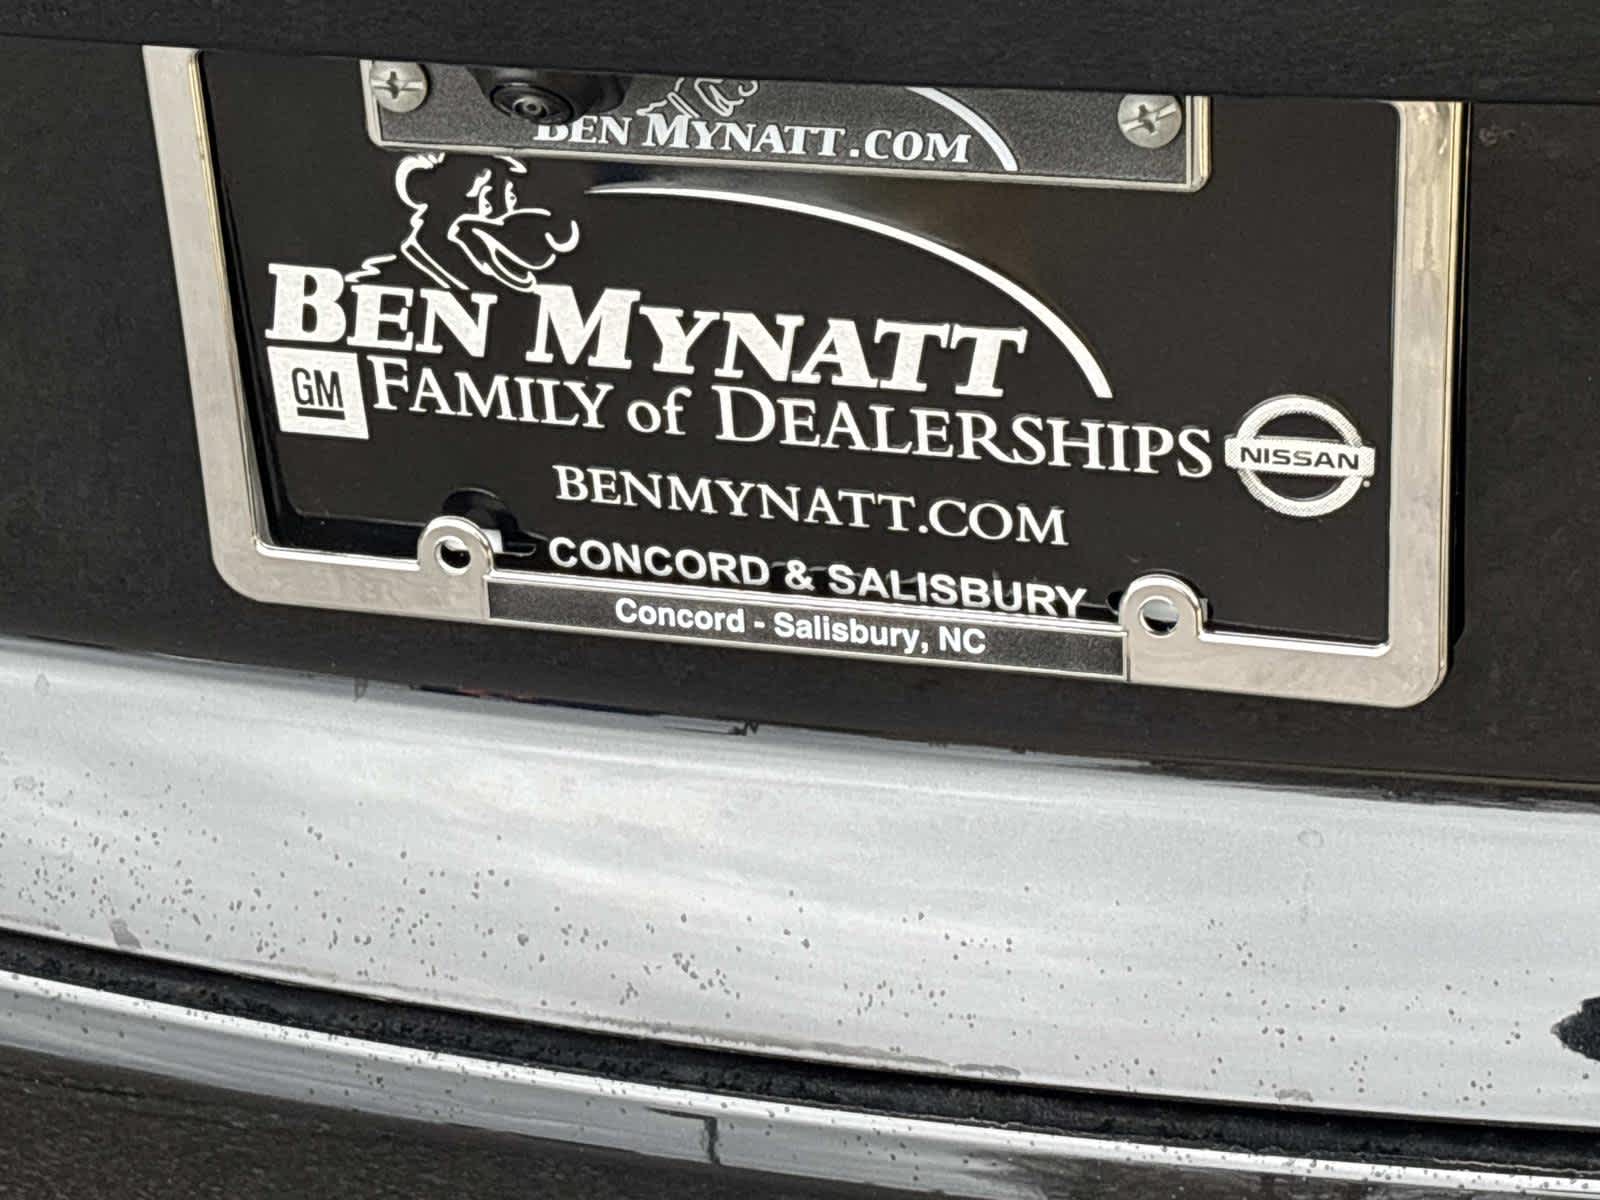 BEN MYNATT.COM
BEN MYNATT
GM FAMILY of DEALERSHIPS NISSAN
BENMYNATT.COM
CONCORD & SALISBURY
Concord - Salisbury, NC